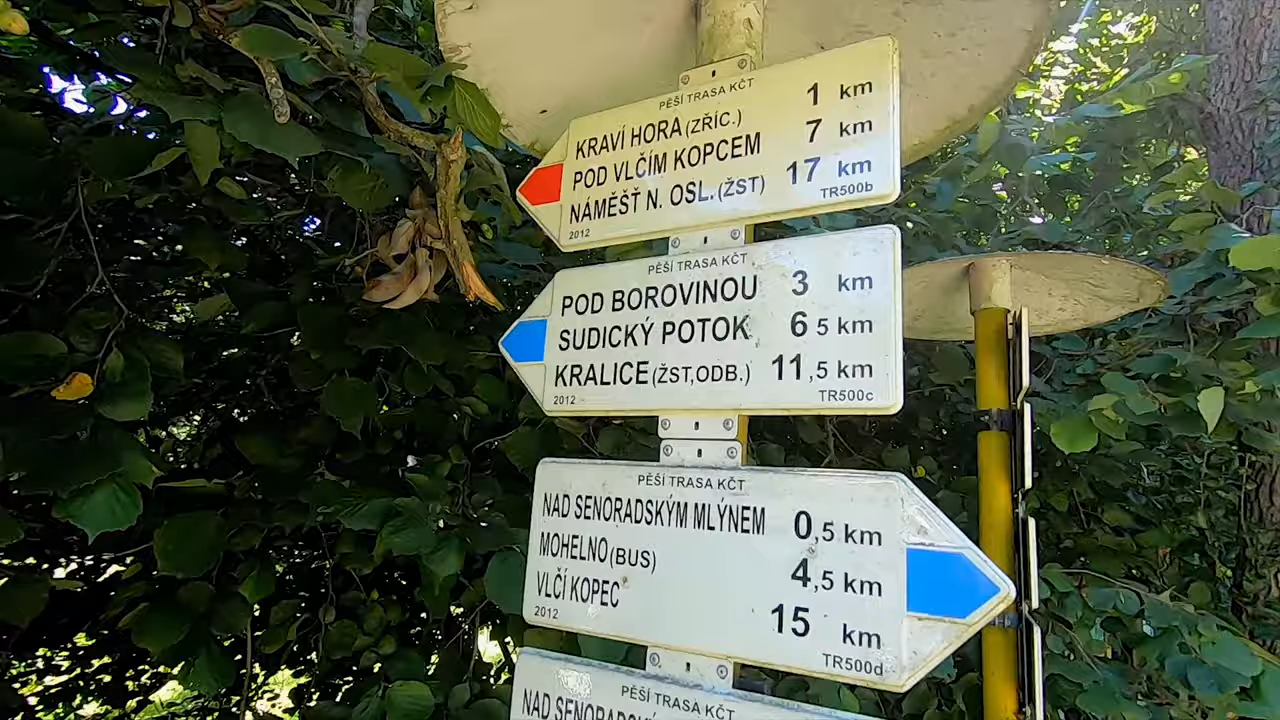 PĚŠÍ TRASA KČT
KRAVÍ HORA (ZŘÍC.) 1 km
POD VLČÍM KOPCEM 7 km
NÁMĚŠŤ N. OSL. (ŽST) 17 km
2012 TR500b
PĚŠÍ TRASA KČT
POD BOROVINOU 3 km
SUDICKÝ POTOK 6 5 km
KRALICE (ŽST,ODB.) 11,5 km
2012 TR500c
PĚŠÍ TRASA KČT
NAD SENORADSKÝM MLÝNEM 0,5 km
MOHELNO (BUS) 4,5 km
VLČÍ KOPEC 15 km
2012 TR500d
PĚŠÍ TRASA KČT
NAD